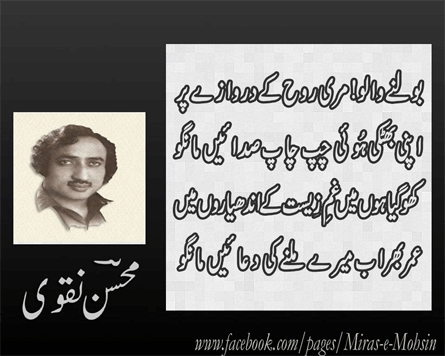 بولنے والو! مری روح کے دروازے پر
اپنی بھٹکی ہوئی چپ چاپ صدائیں مانگو
کھو گیا ہوں میں غمِ زیست کے اندھیاروں میں
عمر بھر اب میرے ملنے کی دعائیں مانگو
محسن نقوی
www.facebook.com/pages/Miras-e-Mohsin